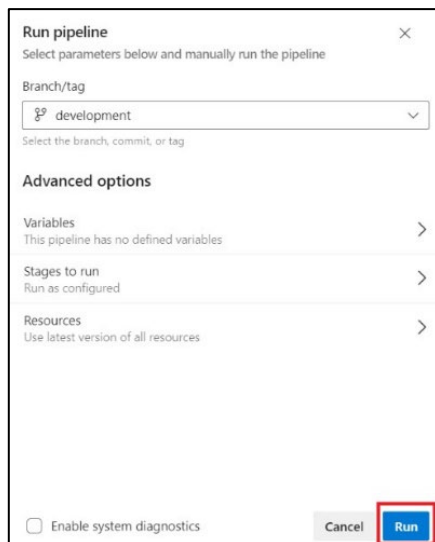 Run pipeline
Select parameters below and manually run the pipeline
Branch/tag
development
Select the branch, commit, or tag
Advanced options
Variables
This pipeline has no defined variables
Stages to run
Run as configured
Resources
Use latest version of all resources
Enable system diagnostics
Cancel
Run